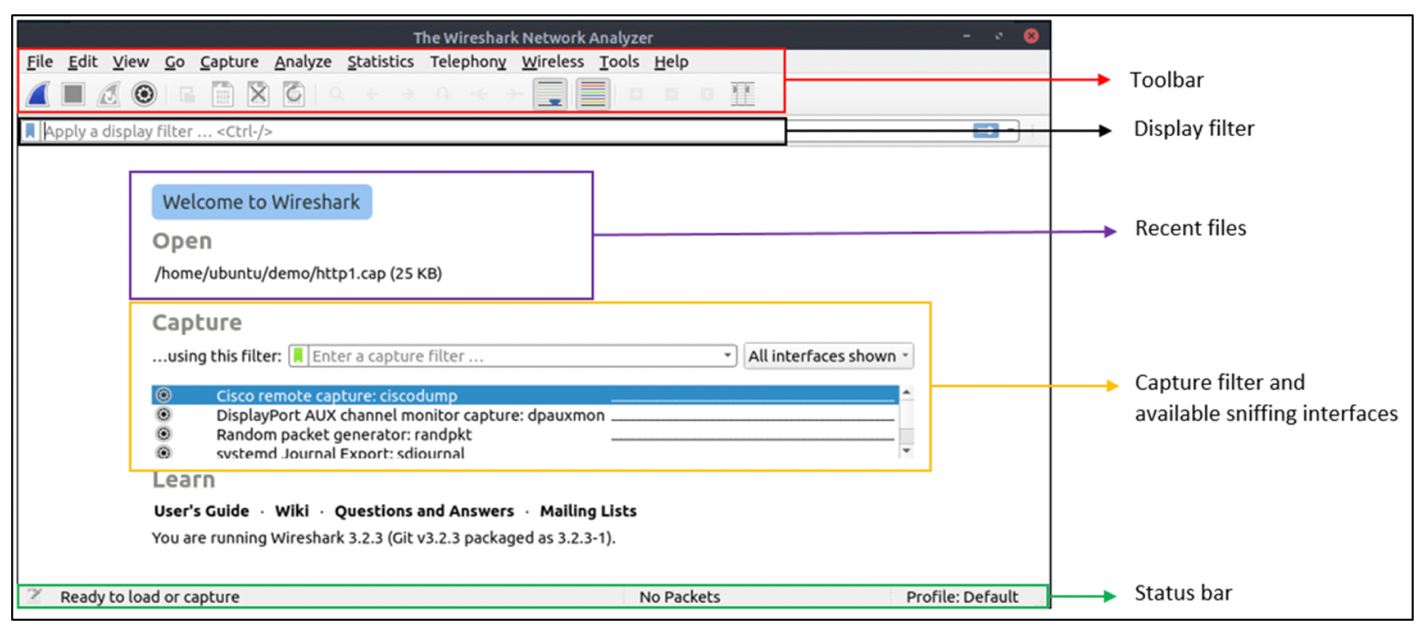 The Wireshark Network Analyzer
File Edit View Go Capture Analyze Statistics Telephony Wireless Tools Help
Toolbar
Apply a display filter ... <Ctrl-/>
Display filter
Welcome to Wireshark
Open
/home/ubuntu/demo/http1.cap (25 KB)
Recent files
Capture
...using this filter: Enter a capture filter ... All interfaces shown
Cisco remote capture: ciscodump
DisplayPort AUX channel monitor capture: dpauxmon
Random packet generator: randpkt
systemd Journal Export: sdjournal
Capture filter and
available sniffing interfaces
Learn
User's Guide · Wiki · Questions and Answers · Mailing Lists
You are running Wireshark 3.2.3 (Git v3.2.3 packaged as 3.2.3-1).
Ready to load or capture No Packets Profile: Default
Status bar